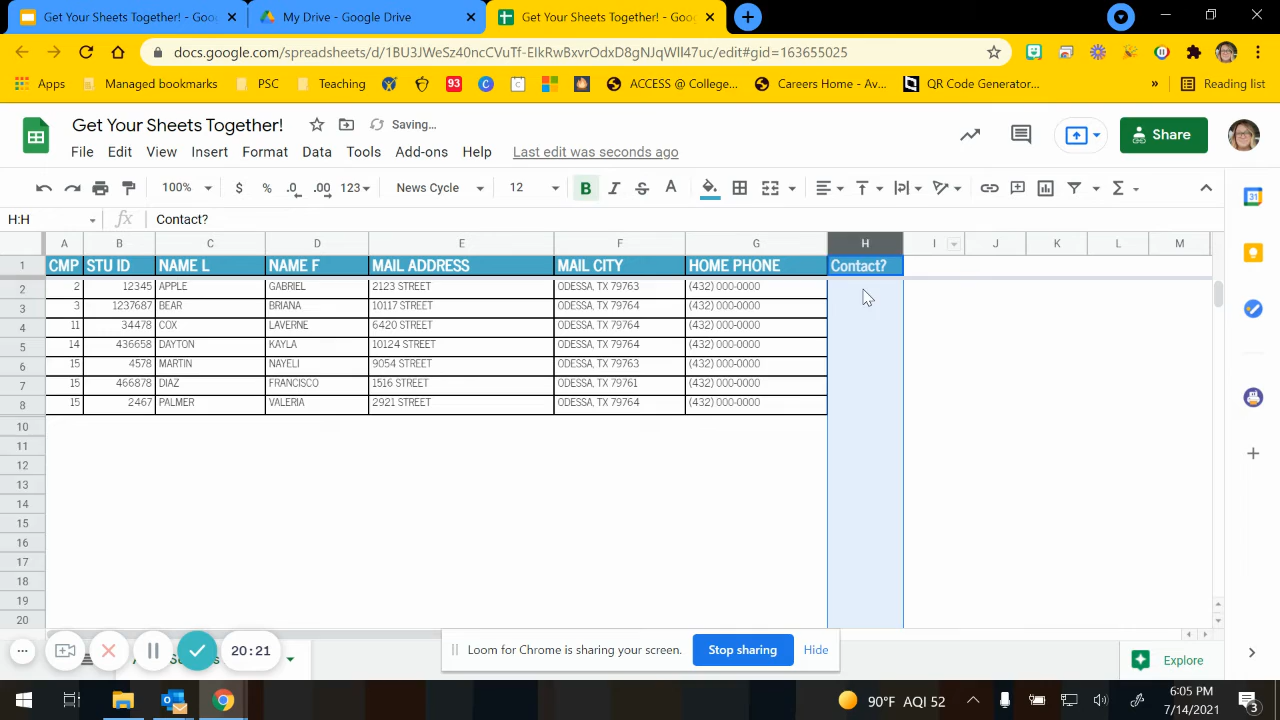 Get Your Sheets Together! - Goo
My Drive - Google Drive
Get Your Sheets Together! - Goo
docs.google.com/spreadsheets/d/1BU3JWeSz40ncCVuTf-ElkRwBxvrOdxD8gNJqWll47uc/edit#gid=163655025
Apps
Managed bookmarks
PSC
Teaching
93
ACCESS @ College...
Careers Home - Av...
QR Code Generator...
»
Reading list
Get Your Sheets Together!
Saving...
Share
File Edit View Insert Format Data Tools Add-ons Help Last edit was seconds ago
100% $ % .0 .00 123 News Cycle 12 B I S A
H:H fx Contact?
A B C D E F G H I J K L M
1 CMP STU ID NAME L NAME F MAIL ADDRESS MAIL CITY HOME PHONE Contact?
2 2 12345 APPLE GABRIEL 2123 STREET ODESSA, TX 79763 (432) 000-0000
3 3 1237687 BEAR BRIANA 10117 STREET ODESSA, TX 79764 (432) 000-0000
4 11 34478 COX LAVERNE 6420 STREET ODESSA, TX 79764 (432) 000-0000
5 14 436658 DAYTON KAYLA 10124 STREET ODESSA, TX 79764 (432) 000-0000
6 15 4578 MARTIN NAYELI 9054 STREET ODESSA, TX 79763 (432) 000-0000
7 15 466878 DIAZ FRANCISCO 1516 STREET ODESSA, TX 79761 (432) 000-0000
8 15 2467 PALMER VALERIA 2921 STREET ODESSA, TX 79764 (432) 000-0000
10
11
12
13
14
15
16
17
18
19
20
20:21
Loom for Chrome is sharing your screen.
Stop sharing
Hide
Explore
90°F AQI 52
6:05 PM
7/14/2021
3